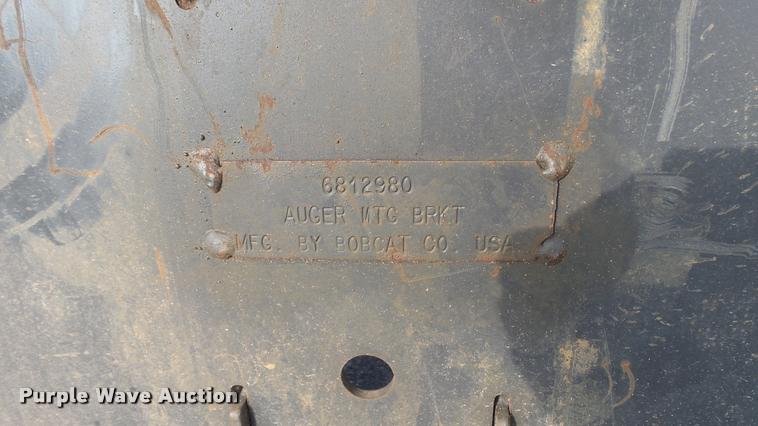 6812980
AUGER MTG BRKT
MFG. BY BOBCAT CO. USA
Purple Wave Auction